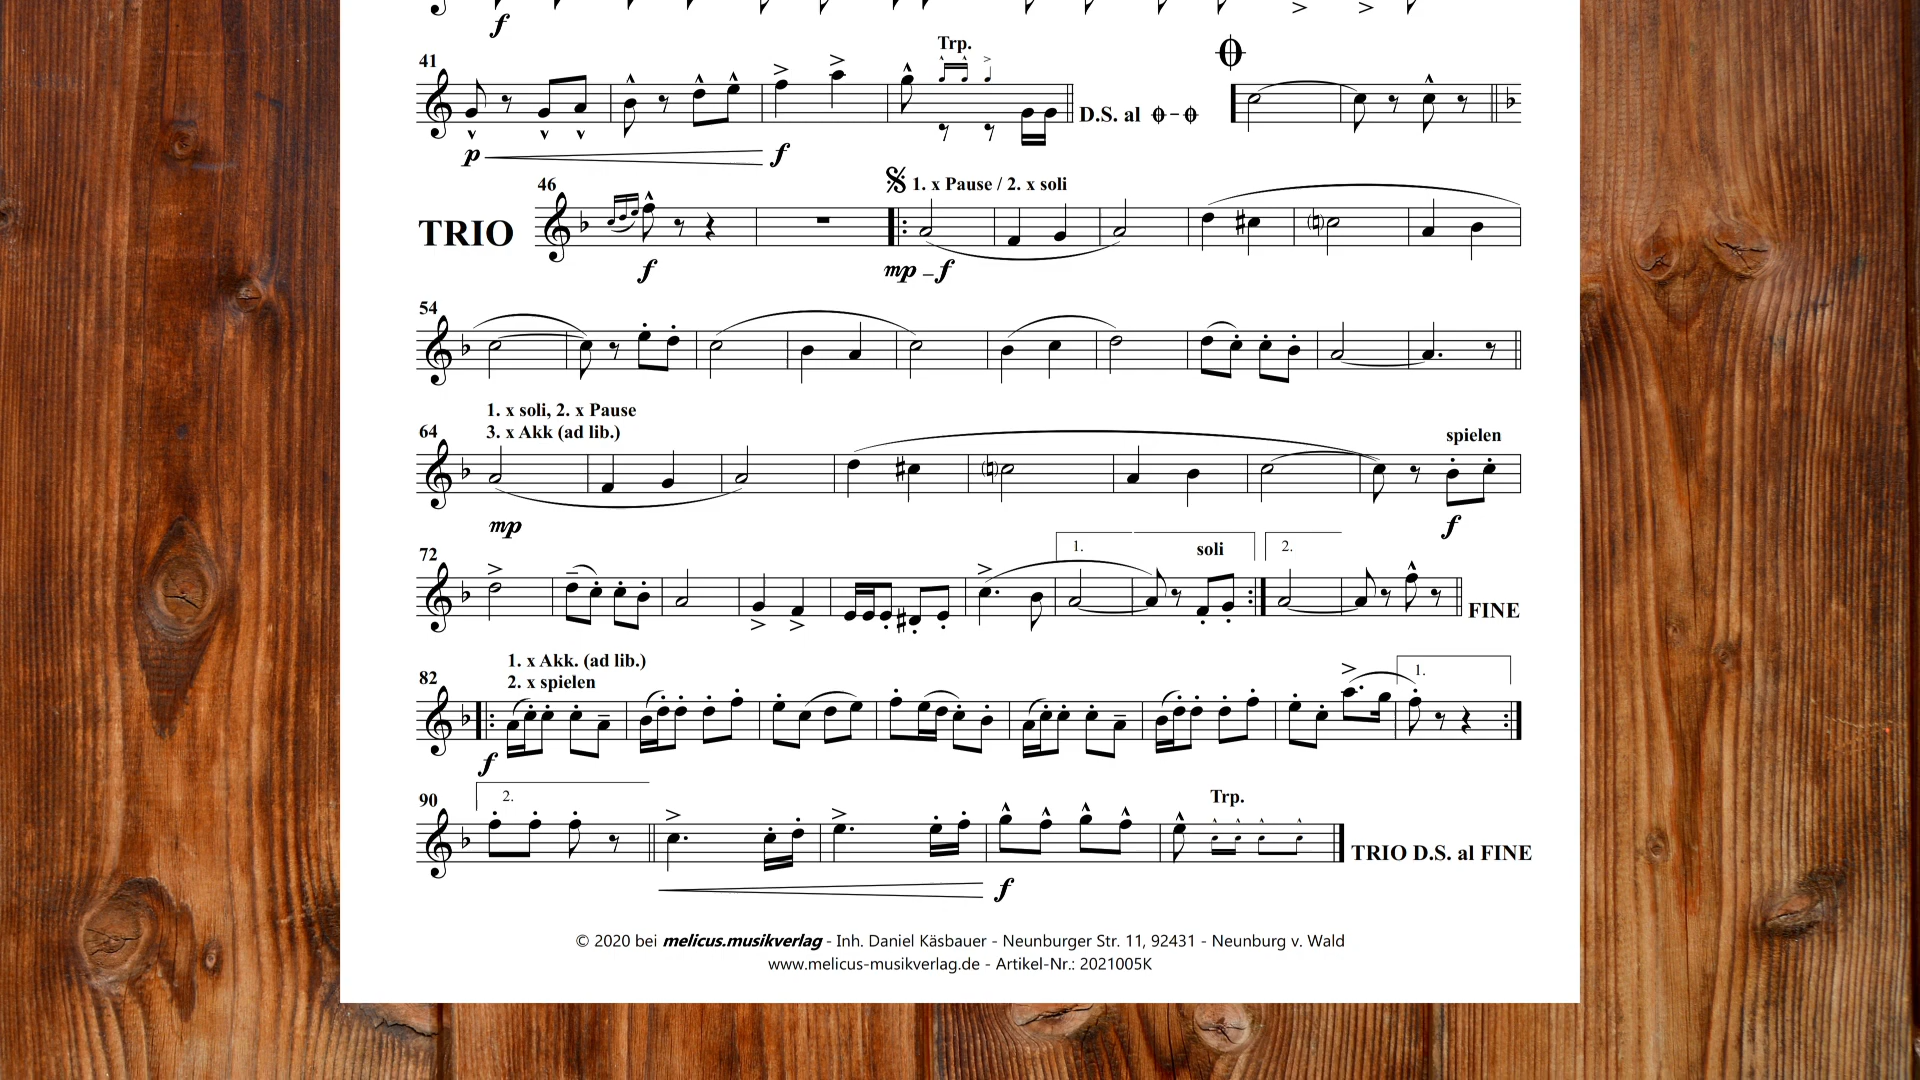 f
41
Trp.
D.S. al
p f
46
1. x Pause / 2. x soli
TRIO
f mp – f
54
1. x soli, 2. x Pause
3. x Akk (ad lib.)
64
spielen
mp f
72
1. soli 2.
FINE
1. x Akk. (ad lib.)
2. x spielen
82
1.
f
90
2.
Trp.
TRIO D.S. al FINE
f
© 2020 bei melicus.musikverlag - Inh. Daniel Käsbauer - Neunburger Str. 11, 92431 - Neunburg v. Wald
www.melicus-musikverlag.de - Artikel-Nr.: 2021005K